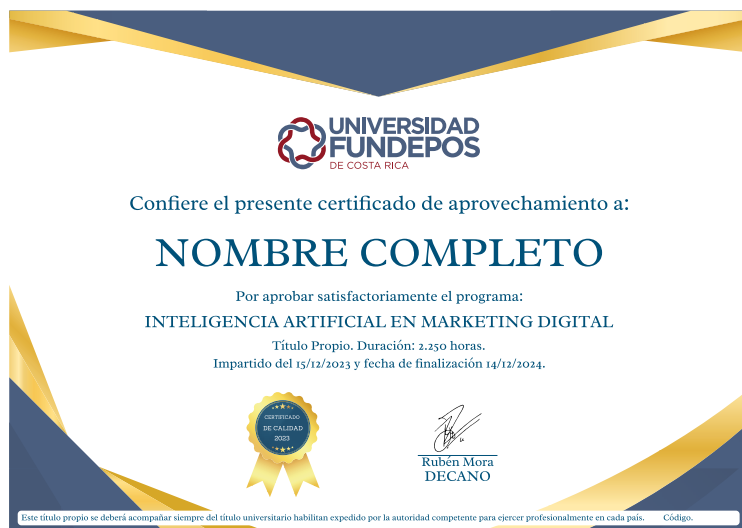 UNIVERSIDAD
FUNDEPOS
DE COSTA RICA
Confiere el presente certificado de aprovechamiento a:
NOMBRE COMPLETO
Por aprobar satisfactoriamente el programa:
INTELIGENCIA ARTIFICIAL EN MARKETING DIGITAL
Título Propio. Duración: 2.250 horas.
Impartido del 15/12/2023 y fecha de finalización 14/12/2024.
CERTIFICADO
DE CALIDAD
2023
Rubén Mora
DECANO
Este título propio se deberá acompañar siempre del título universitario habilitan expedido por la autoridad competente para ejercer profesionalmente en cada país. Código.